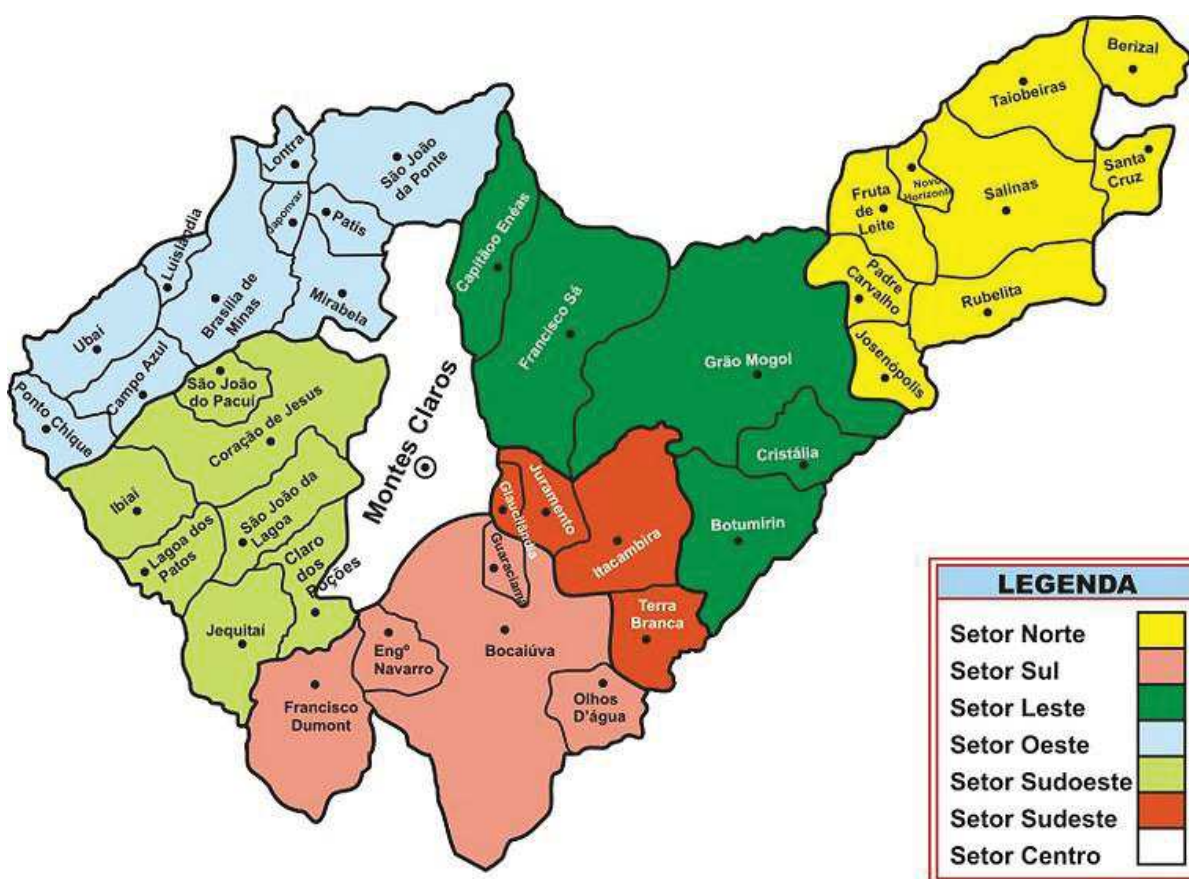 Berizal
Taiobeiras
Santa
Cruz
Novo
Horizonte
Salinas
Fruta
de
Leite
Padre
Carvalho
Rubelita
Josenópolis
Lontra
São João
da Ponte
Japonvar
Patis
Luislândia
Brasília de
Minas
Mirabela
Ubaí
Campo Azul
Ponto Chique
Capitãoo Enéas
Francisco Sá
Grão Mogol
Cristália
Botumirin
São João
do Pacuí
Coração de Jesus
Ibiaí
Lagoa dos
Patos
São João da
Lagoa
Claro
dos
Poções
Jequitaí
Montes Claros
Glaucilândia
Juramento
Itacambira
Terra
Branca
Guaraciama
Bocaiúva
Engº
Navarro
Francisco
Dumont
Olhos
D'água
LEGENDA
Setor Norte
Setor Sul
Setor Leste
Setor Oeste
Setor Sudoeste
Setor Sudeste
Setor Centro